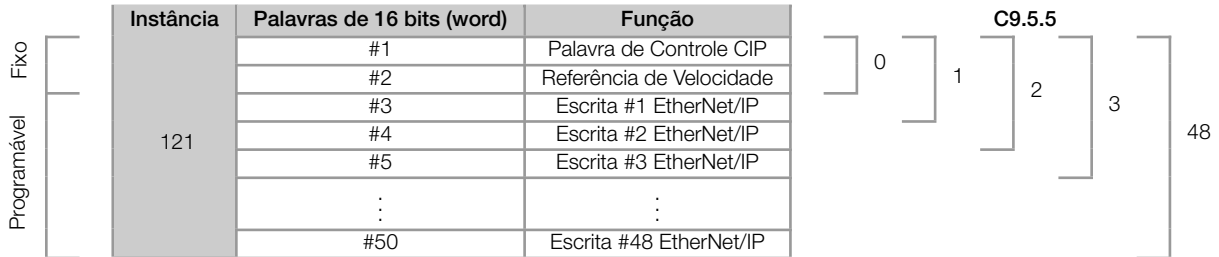 Instância Palavras de 16 bits (word) Função C9.5.5
Fixo
#1 Palavra de Controle CIP
#2 Referência de Velocidade
0
1
2
3
48
Programável
121
#3 Escrita #1 EtherNet/IP
#4 Escrita #2 EtherNet/IP
#5 Escrita #3 EtherNet/IP
⋮ ⋮
#50 Escrita #48 EtherNet/IP